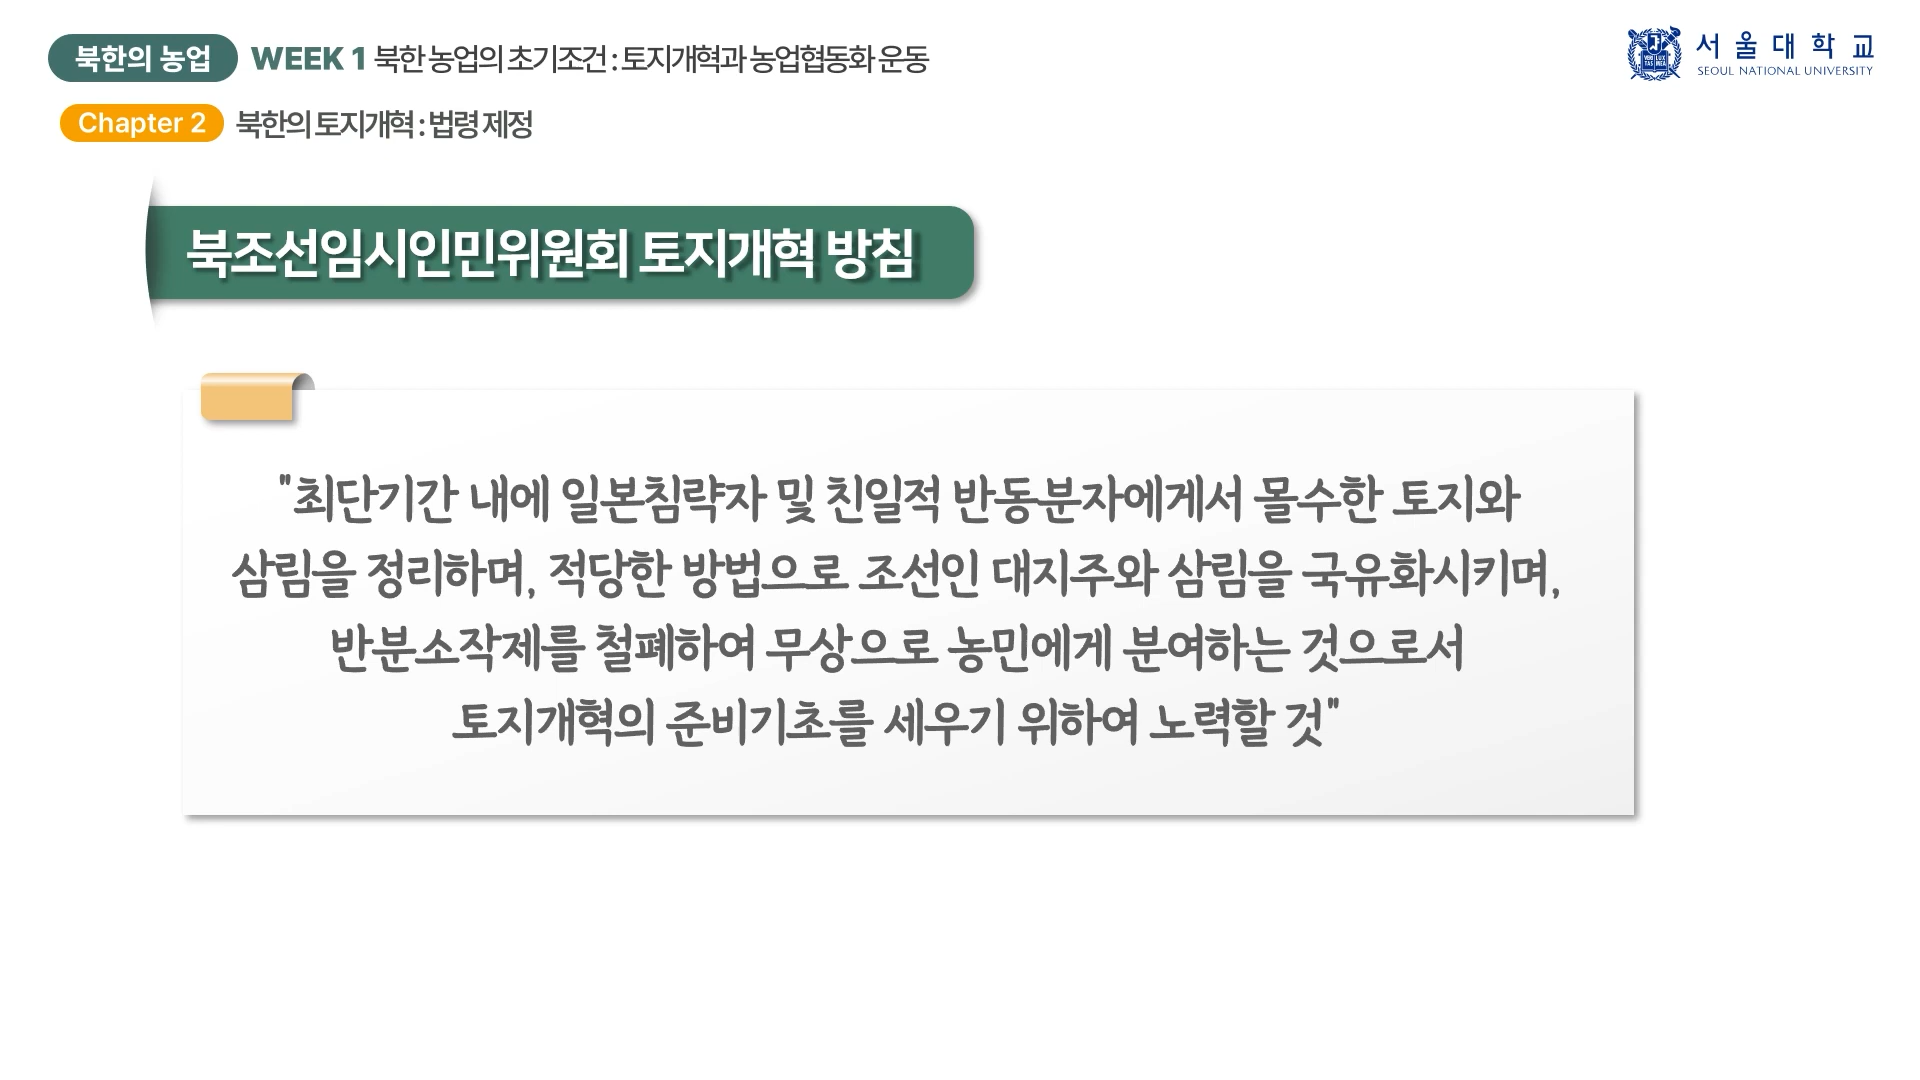 북한의 농업 WEEK 1 북한 농업의 초기조건 : 토지개혁과 농업협동화 운동
서울대학교
SEOUL NATIONAL UNIVERSITY
Chapter 2 북한의 토지개혁 : 법령 제정
북조선임시인민위원회 토지개혁 방침
"최단기간 내에 일본침략자 및 친일적 반동분자에게서 몰수한 토지와
삼림을 정리하며, 적당한 방법으로 조선인 대지주와 삼림을 국유화시키며,
반분소작제를 철폐하여 무상으로 농민에게 분여하는 것으로서
토지개혁의 준비기초를 세우기 위하여 노력할 것"